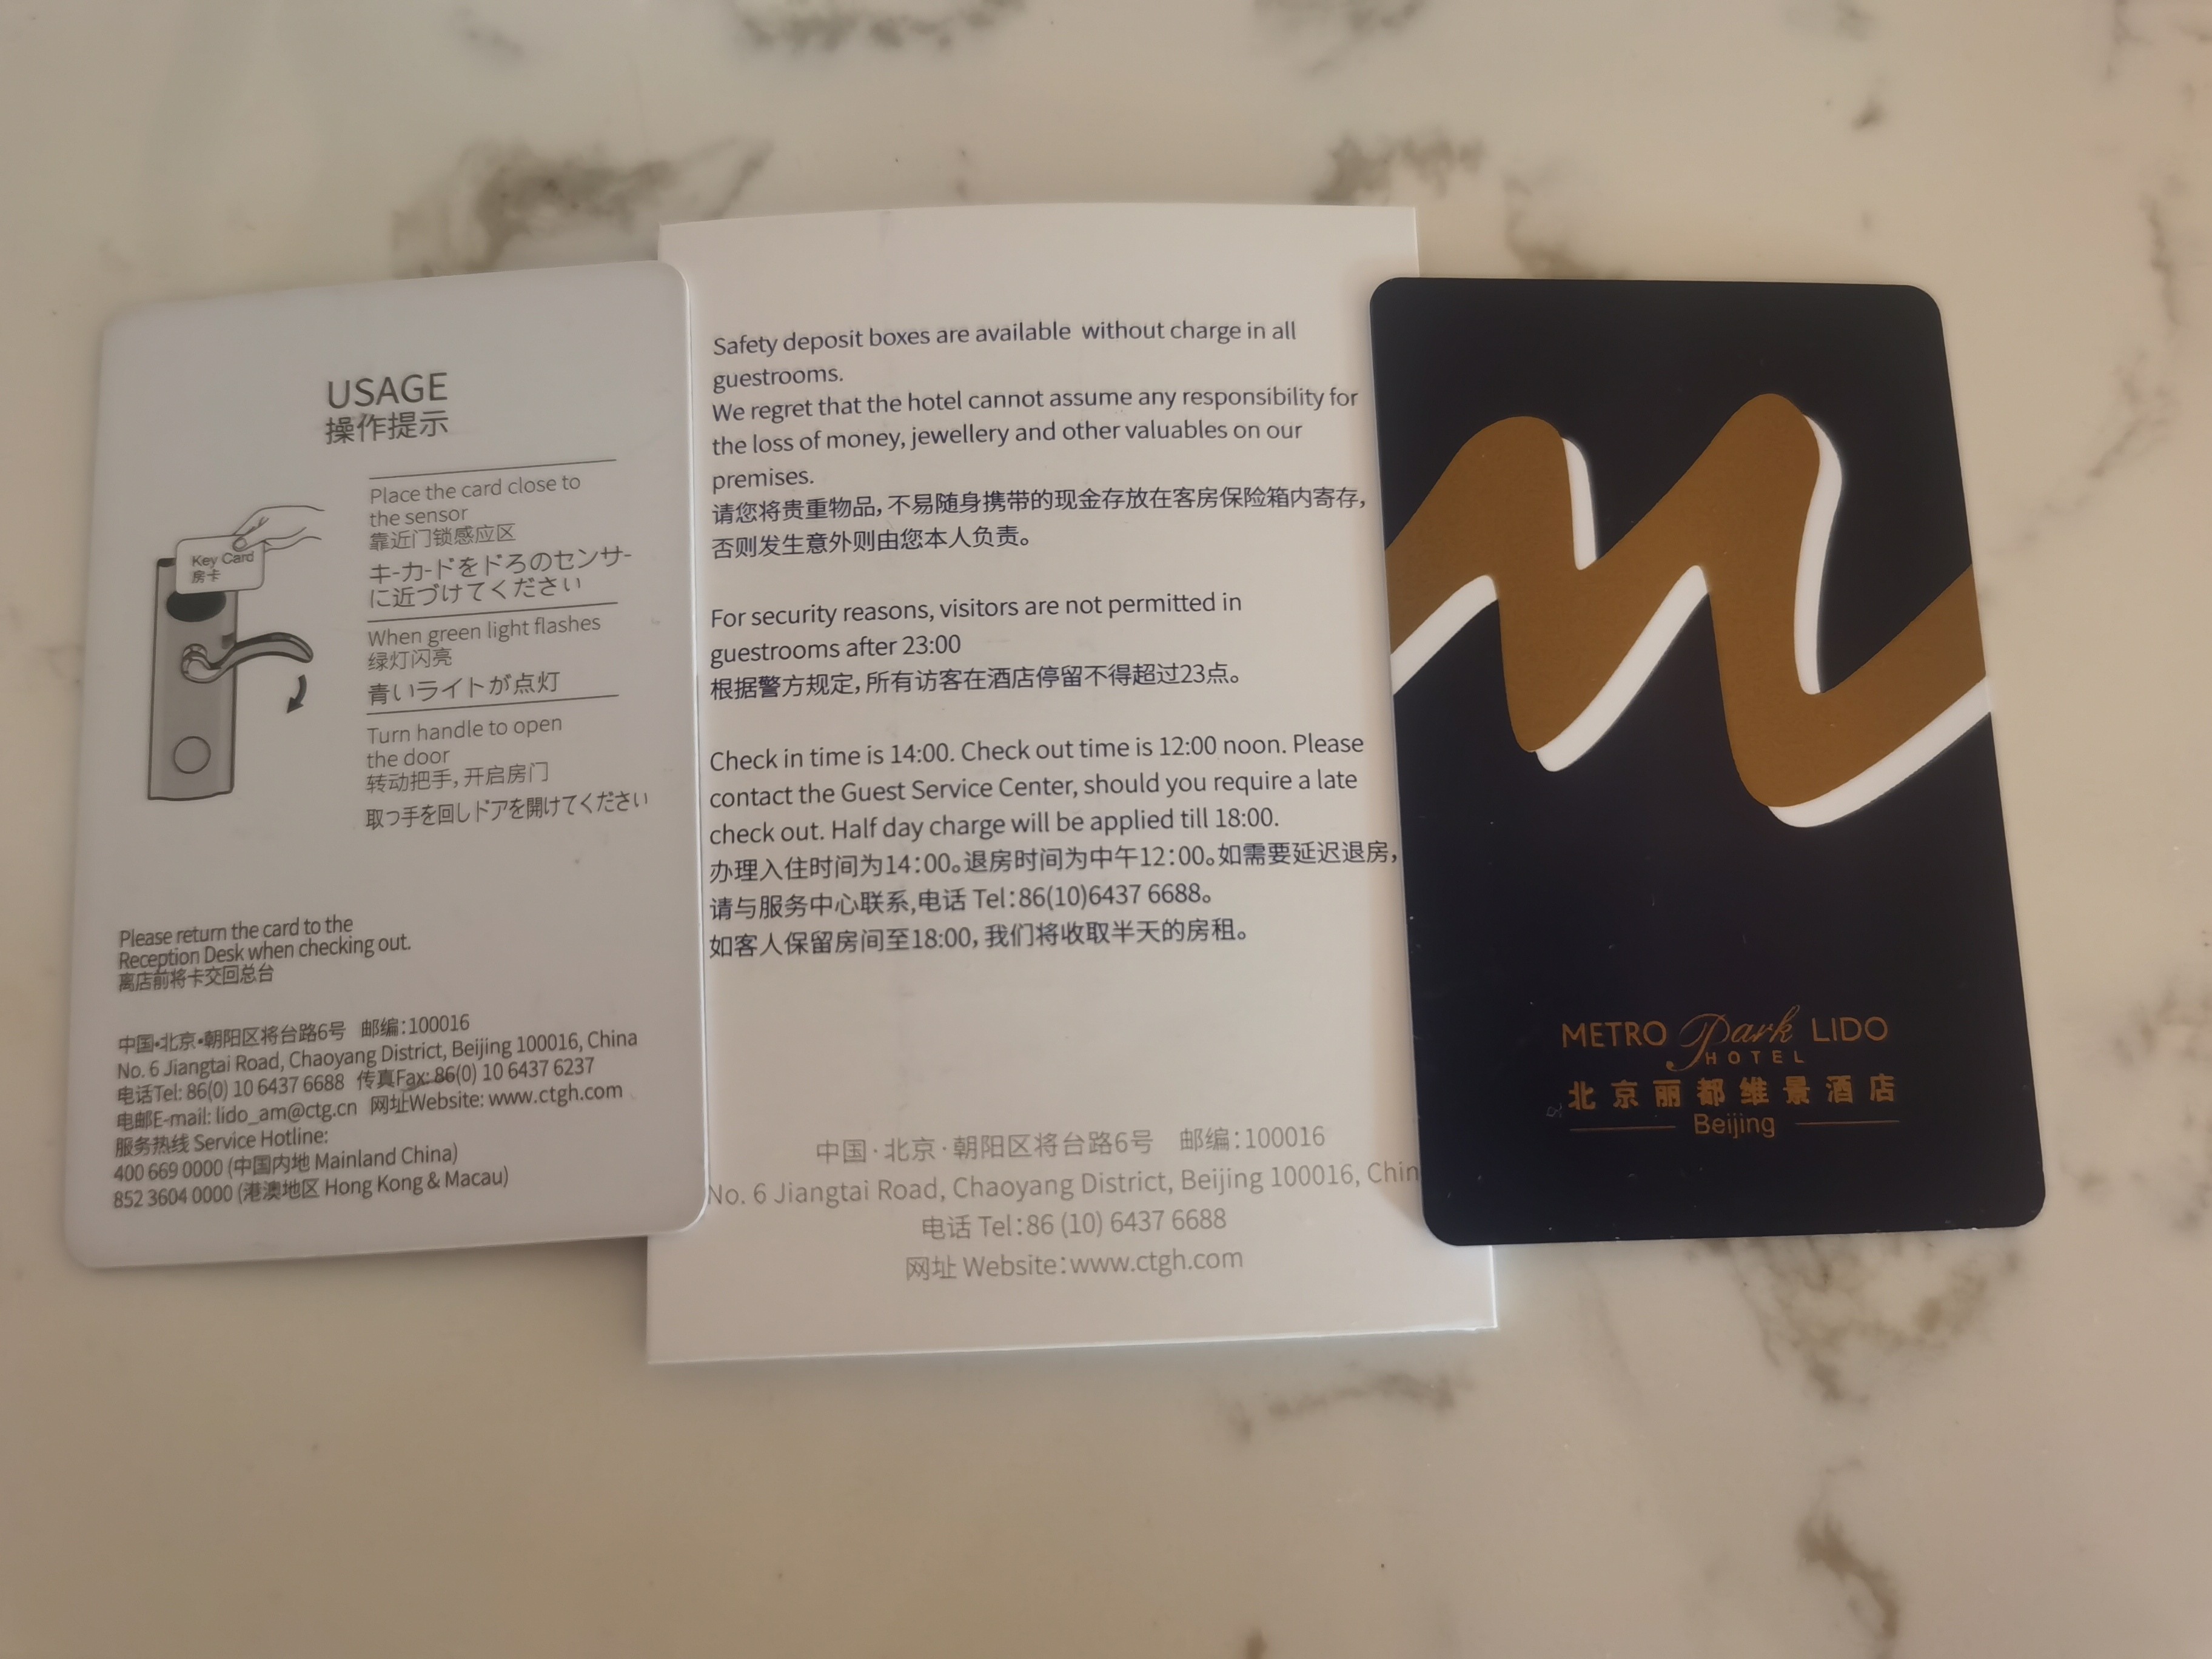 USAGE
操作提示
Key Card
房卡
Place the card close to
the sensor
靠近门锁感应区
キ-カ-ドをドろのセンサ-
に近づけてください
When green light flashes
绿灯闪亮
青いライトが点灯
Turn handle to open
the door
转动把手,开启房门
取っ手を回しドアを開けてください
Please return the card to the
Reception Desk when checking out.
离店前将卡交回总台
中国•北京•朝阳区将台路6号 邮编:100016
No. 6 Jiangtai Road, Chaoyang District, Beijing 100016, China
电话Tel: 86(0) 10 6437 6688 传真Fax: 86(0) 10 6437 6237
电邮E-mail: lido_am@ctg.cn 网址Website: www.ctgh.com
服务热线 Service Hotline:
400 669 0000 (中国内地 Mainland China)
852 3604 0000 (港澳地区 Hong Kong & Macau)
Safety deposit boxes are available without charge in all
guestrooms.
We regret that the hotel cannot assume any responsibility for
the loss of money, jewellery and other valuables on our
premises.
请您将贵重物品,不易随身携带的现金存放在客房保险箱内寄存,
否则发生意外则由您本人负责。
For security reasons, visitors are not permitted in
guestrooms after 23:00
根据警方规定,所有访客在酒店停留不得超过23点。
Check in time is 14:00. Check out time is 12:00 noon. Please
contact the Guest Service Center, should you require a late
check out. Half day charge will be applied till 18:00.
办理入住时间为14:00。退房时间为中午12:00。如需要延迟退房,
请与服务中心联系,电话 Tel:86(10)6437 6688。
如客人保留房间至18:00,我们将收取半天的房租。
中国·北京·朝阳区将台路6号 邮编:100016
No. 6 Jiangtai Road, Chaoyang District, Beijing 100016, Chin
电话 Tel:86 (10) 6437 6688
网址 Website:www.ctgh.com
METRO Park LIDO
HOTEL
北京丽都维景酒店
Beijing